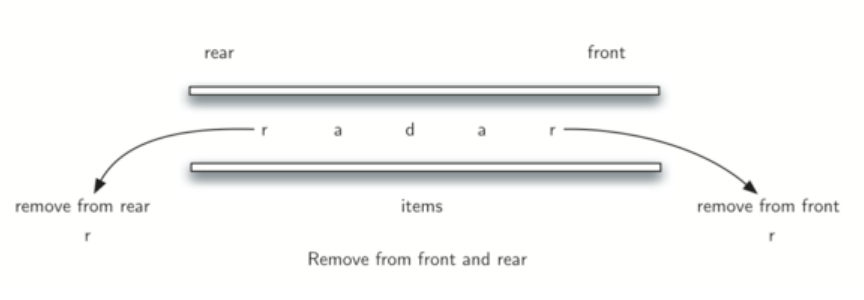 rear front
r a d a r
remove from rear items remove from front
r r
Remove from front and rear